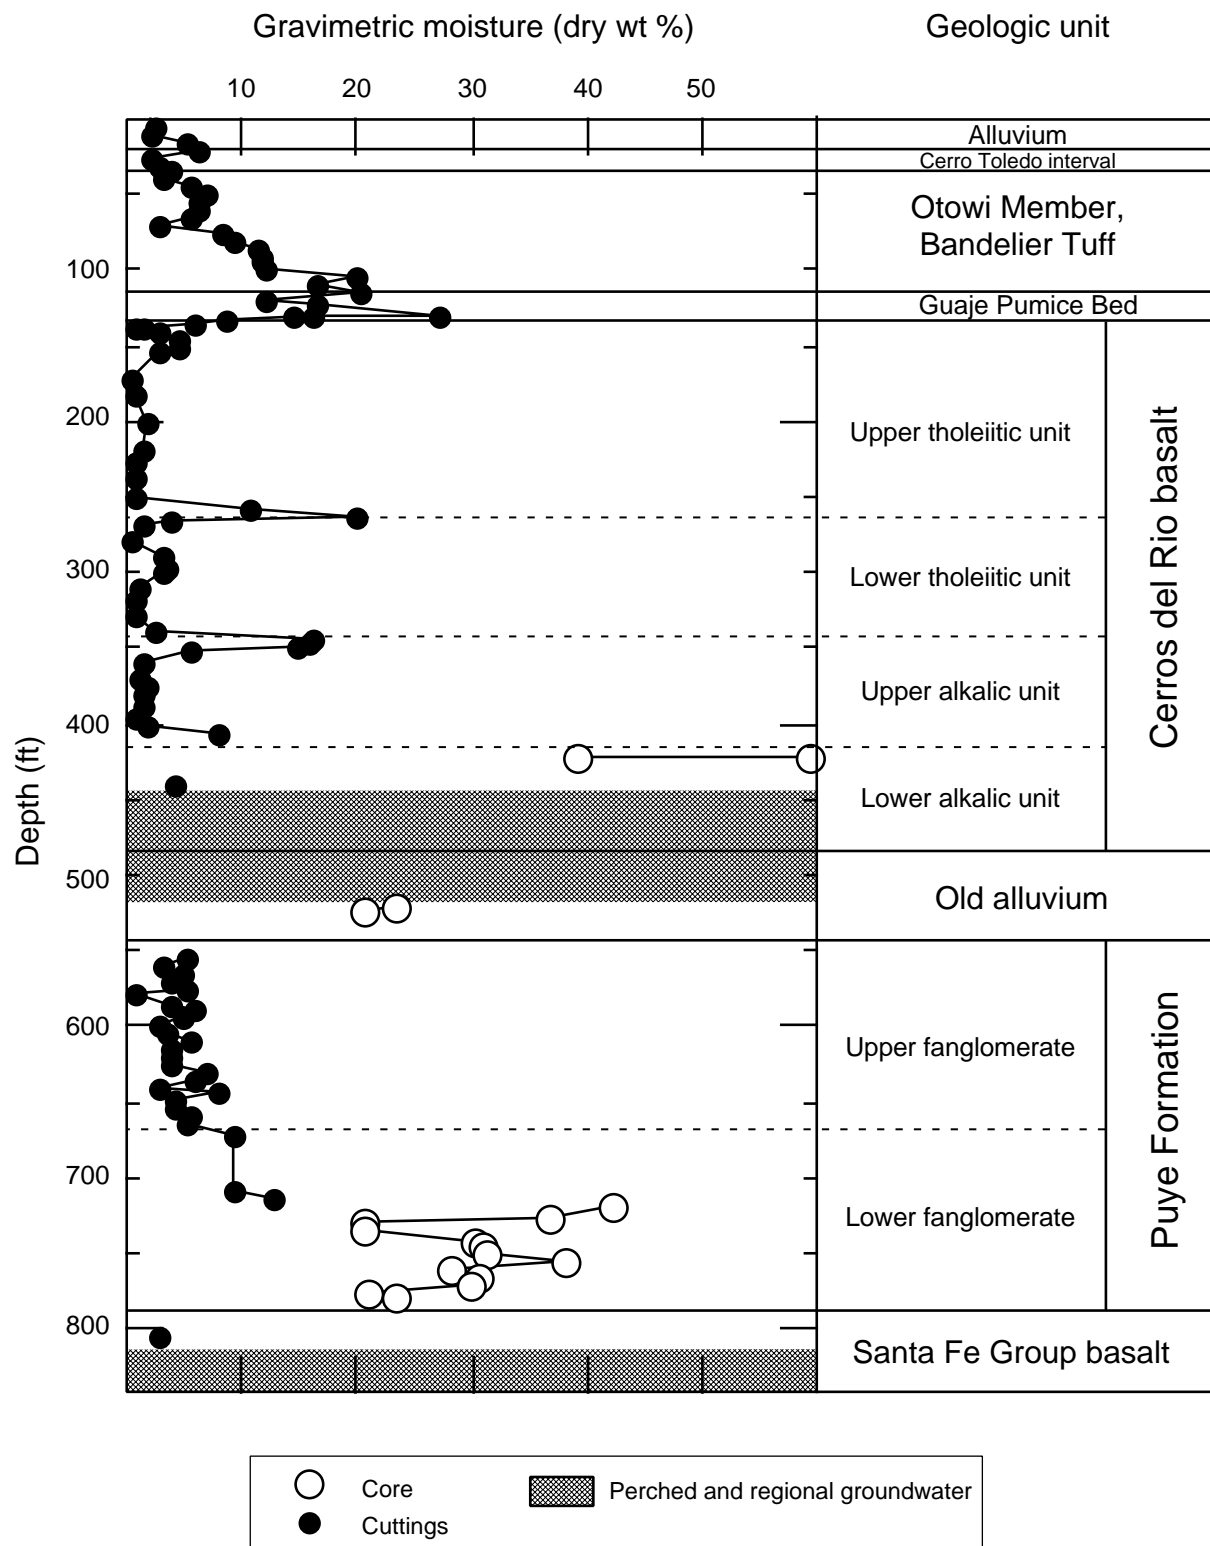 Gravimetric moisture (dry wt %)
Geologic unit
10 20 30 40 50
Alluvium
Cerro Toledo interval
Otowi Member,
Bandelier Tuff
100
Guaje Pumice Bed
200
Upper tholeiitic unit
Cerros del Rio basalt
300
Lower tholeiitic unit
Upper alkalic unit
400
Depth (ft)
Lower alkalic unit
500
Old alluvium
600
Upper fanglomerate
Puye Formation
700
Lower fanglomerate
800
Santa Fe Group basalt
Core
Perched and regional groundwater
Cuttings